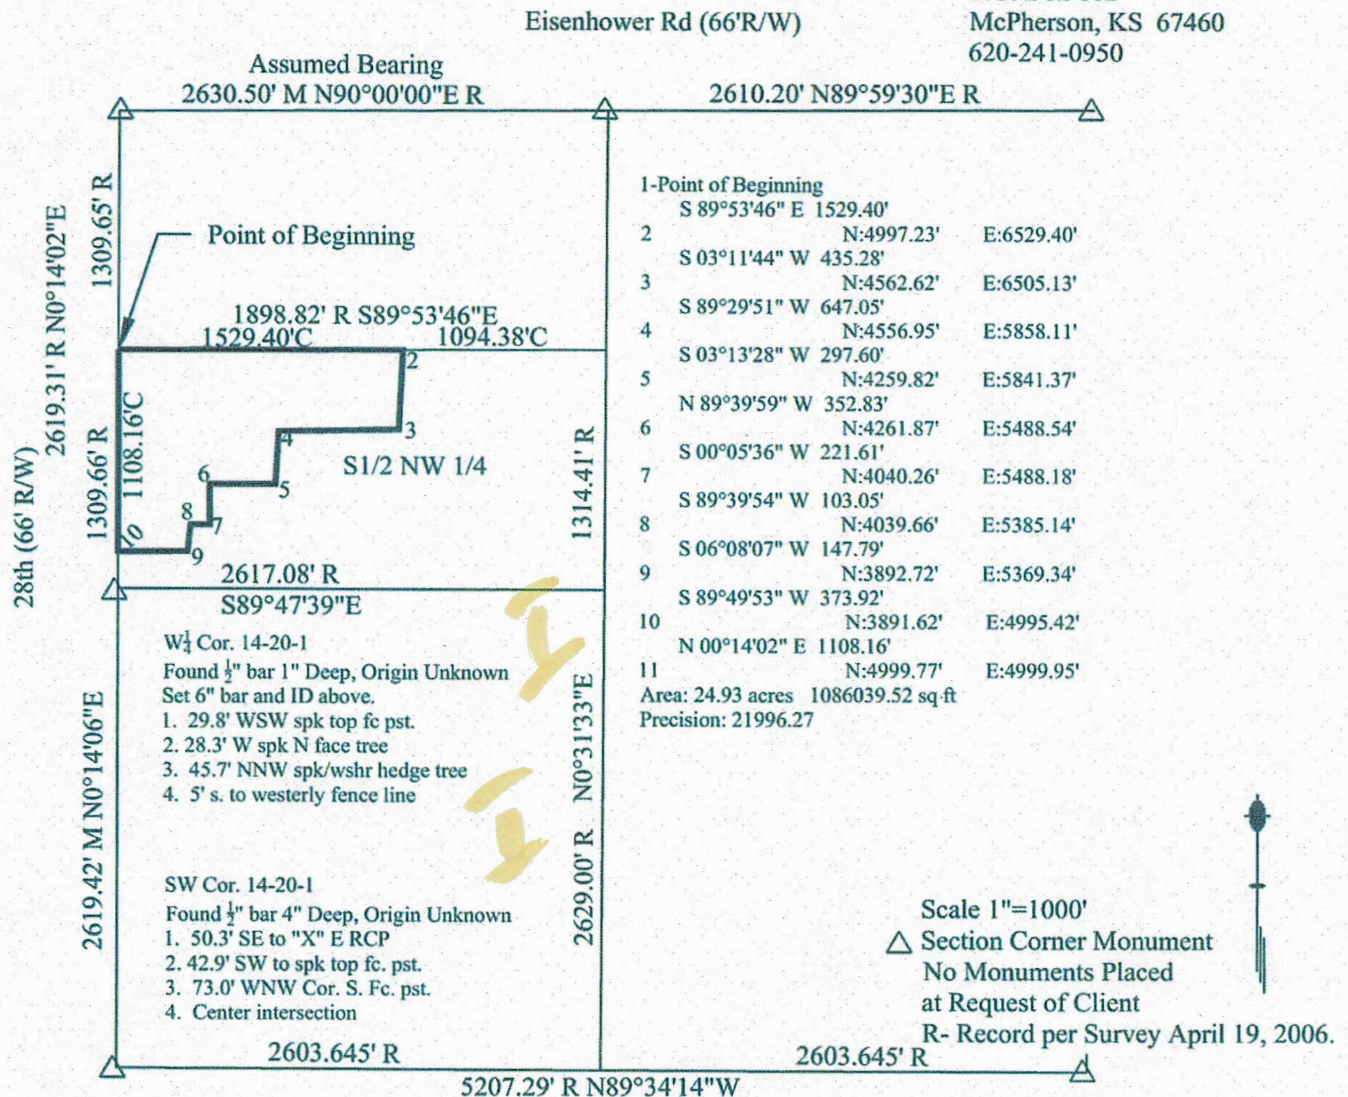 Eisenhower Rd (66'R/W)
McPherson, KS 67460
620-241-0950
Assumed Bearing
2630.50' M N90°00'00"E R
2610.20' N89°59'30"E R
1309.65' R
2619.31' R N0°14'02"E
Point of Beginning
1898.82' R S89°53'46"E
1529.40'C
1094.38'C
2
3
4
5
6
7
8
9
10
S1/2 NW 1/4
1108.16'C
1309.66' R
28th (66' R/W)
1314.41' R
2617.08' R
S89°47'39"E
1-Point of Beginning
S 89°53'46" E 1529.40'
2 N:4997.23' E:6529.40'
S 03°11'44" W 435.28'
3 N:4562.62' E:6505.13'
S 89°29'51" W 647.05'
4 N:4556.95' E:5858.11'
S 03°13'28" W 297.60'
5 N:4259.82' E:5841.37'
N 89°39'59" W 352.83'
6 N:4261.87' E:5488.54'
S 00°05'36" W 221.61'
7 N:4040.26' E:5488.18'
S 89°39'54" W 103.05'
8 N:4039.66' E:5385.14'
S 06°08'07" W 147.79'
9 N:3892.72' E:5369.34'
S 89°49'53" W 373.92'
10 N:3891.62' E:4995.42'
N 00°14'02" E 1108.16'
11 N:4999.77' E:4999.95'
Area: 24.93 acres 1086039.52 sq ft
Precision: 21996.27
W¼ Cor. 14-20-1
Found ½" bar 1" Deep, Origin Unknown
Set 6" bar and ID above.
1. 29.8' WSW spk top fc pst.
2. 28.3' W spk N face tree
3. 45.7' NNW spk/wshr hedge tree
4. 5' s. to westerly fence line
2619.42' M N0°14'06"E
2629.00' R N0°31'33"E
SW Cor. 14-20-1
Found ½" bar 4" Deep, Origin Unknown
1. 50.3' SE to "X" E RCP
2. 42.9' SW to spk top fc. pst.
3. 73.0' WNW Cor. S. Fc. pst.
4. Center intersection
Scale 1"=1000'
Section Corner Monument
No Monuments Placed
at Request of Client
R- Record per Survey April 19, 2006.
2603.645' R
2603.645' R
5207.29' R N89°34'14"W